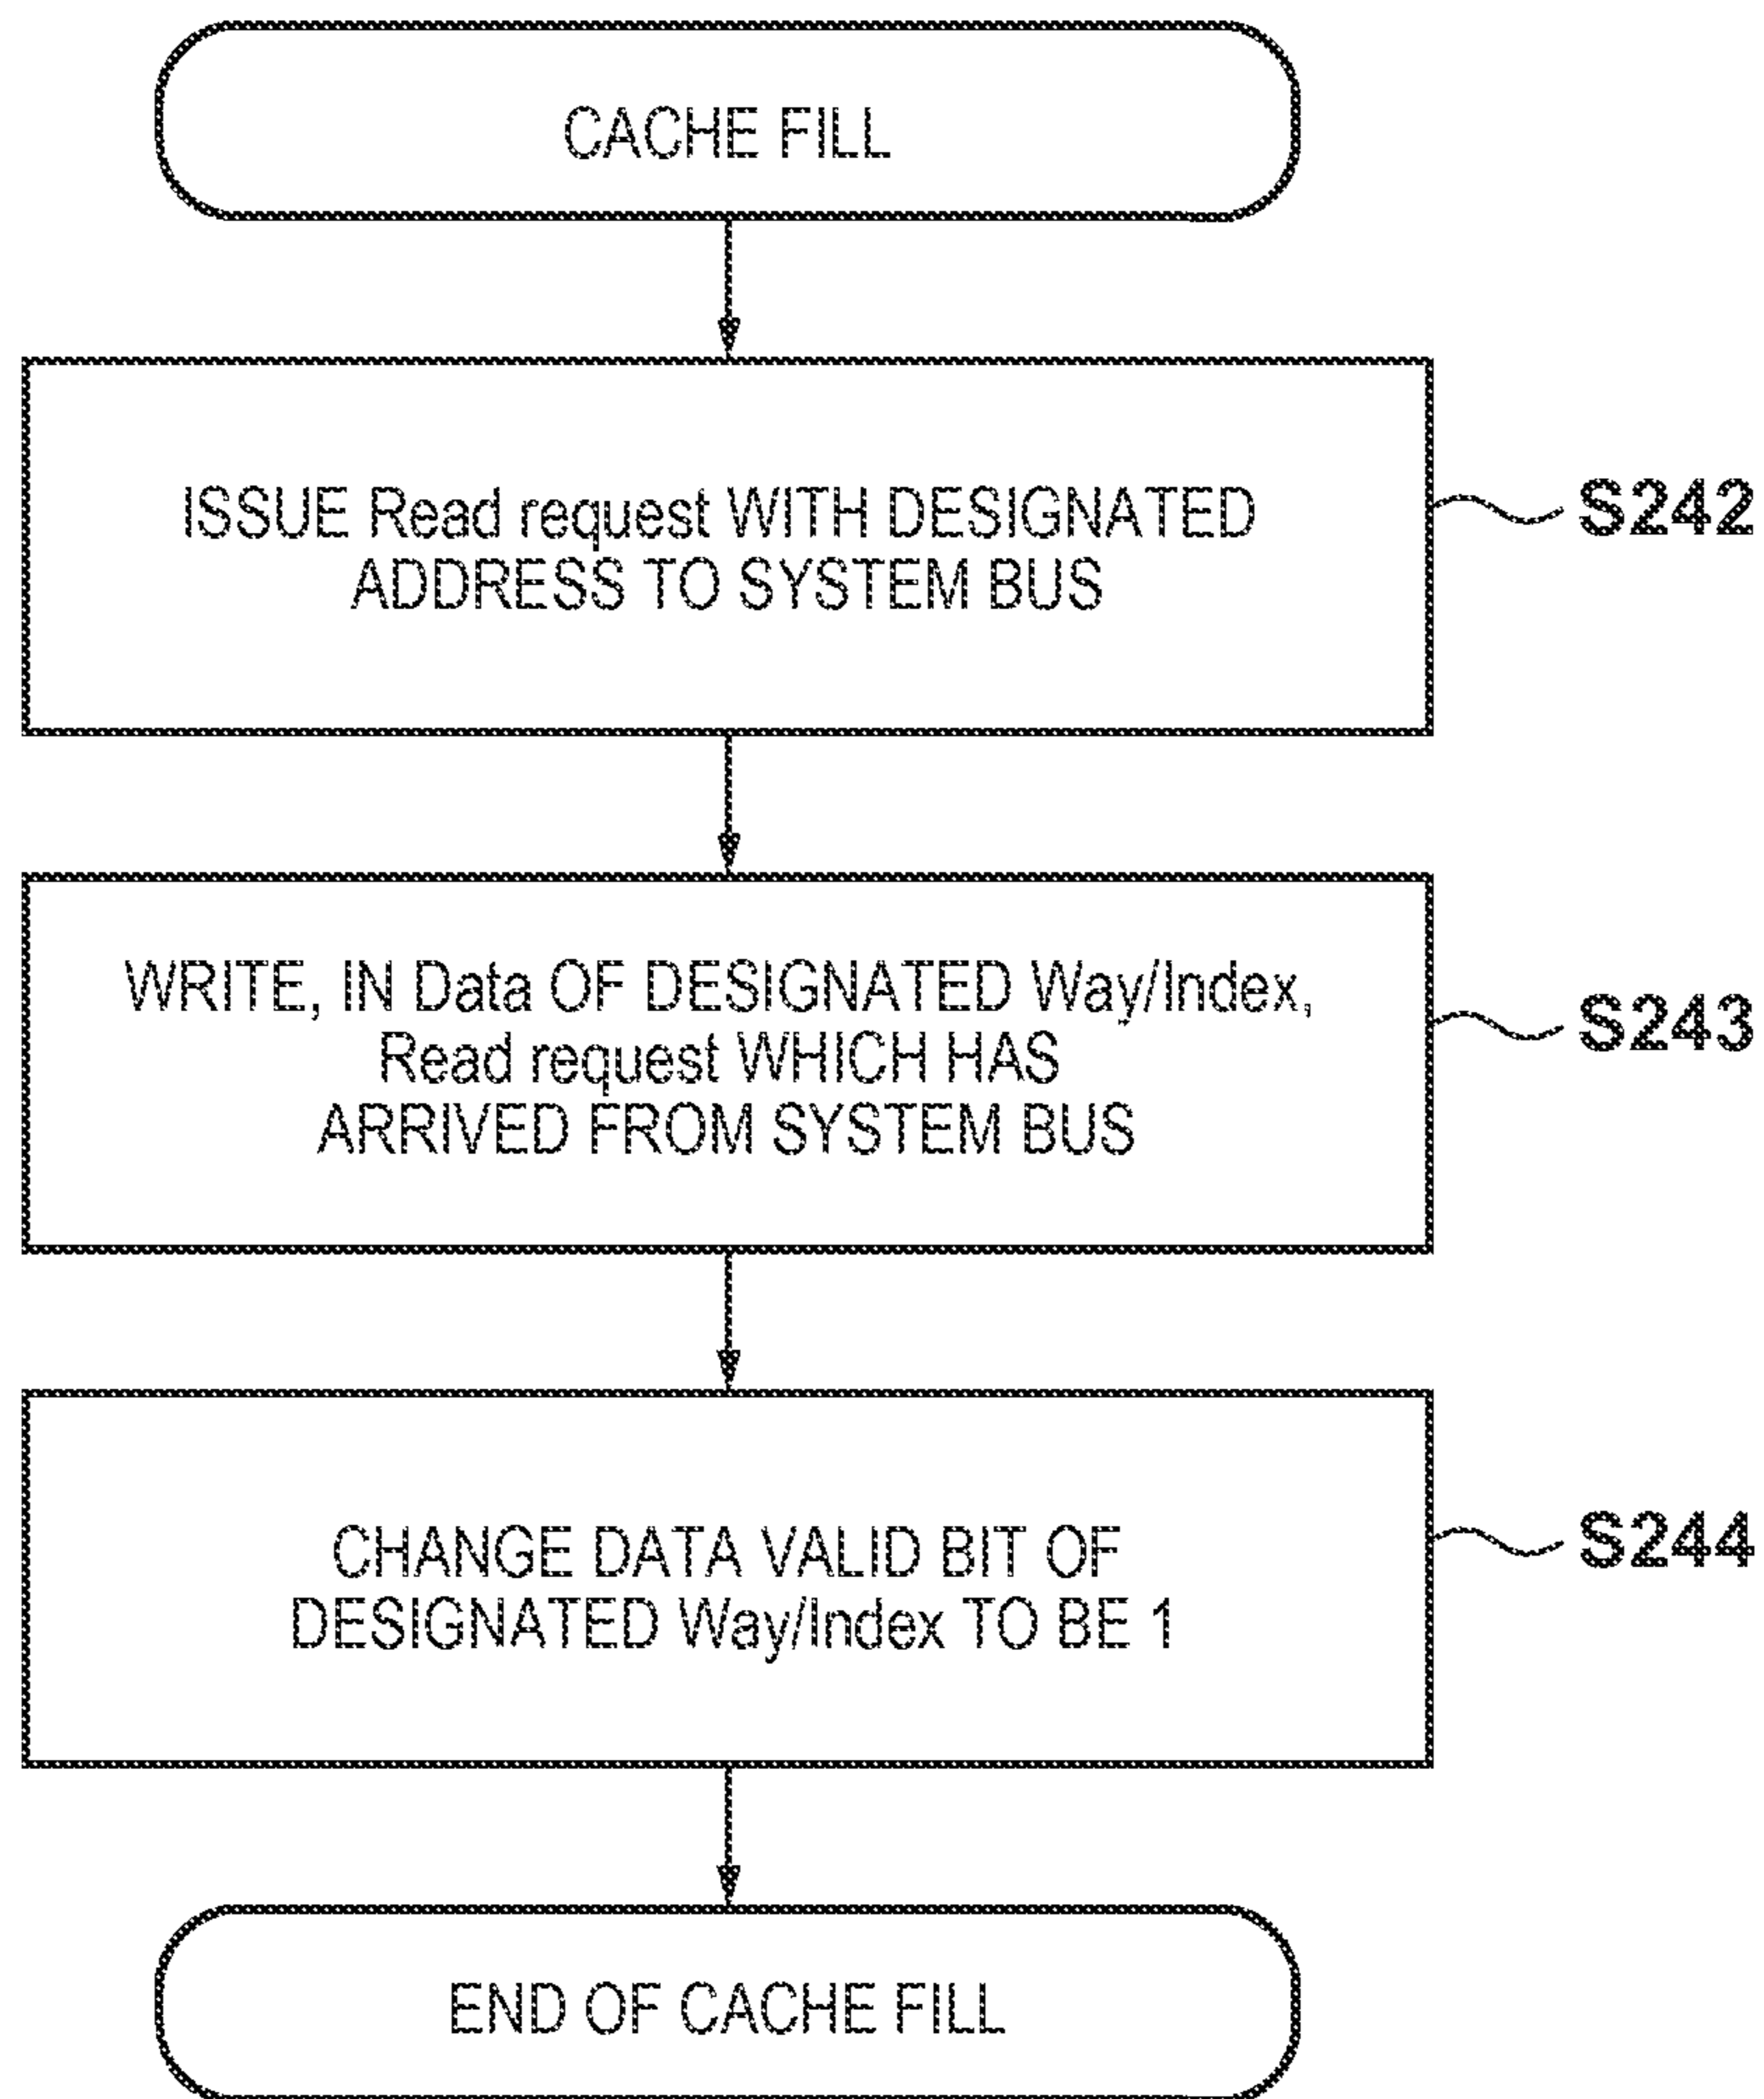 CACHE FILL
ISSUE Read request WITH DESIGNATED
ADDRESS TO SYSTEM BUS
S242
WRITE, IN Data OF DESIGNATED Way/Index,
Read request WHICH HAS
ARRIVED FROM SYSTEM BUS
S243
CHANGE DATA VALID BIT OF
DESIGNATED Way/Index TO BE 1
S244
END OF CACHE FILL